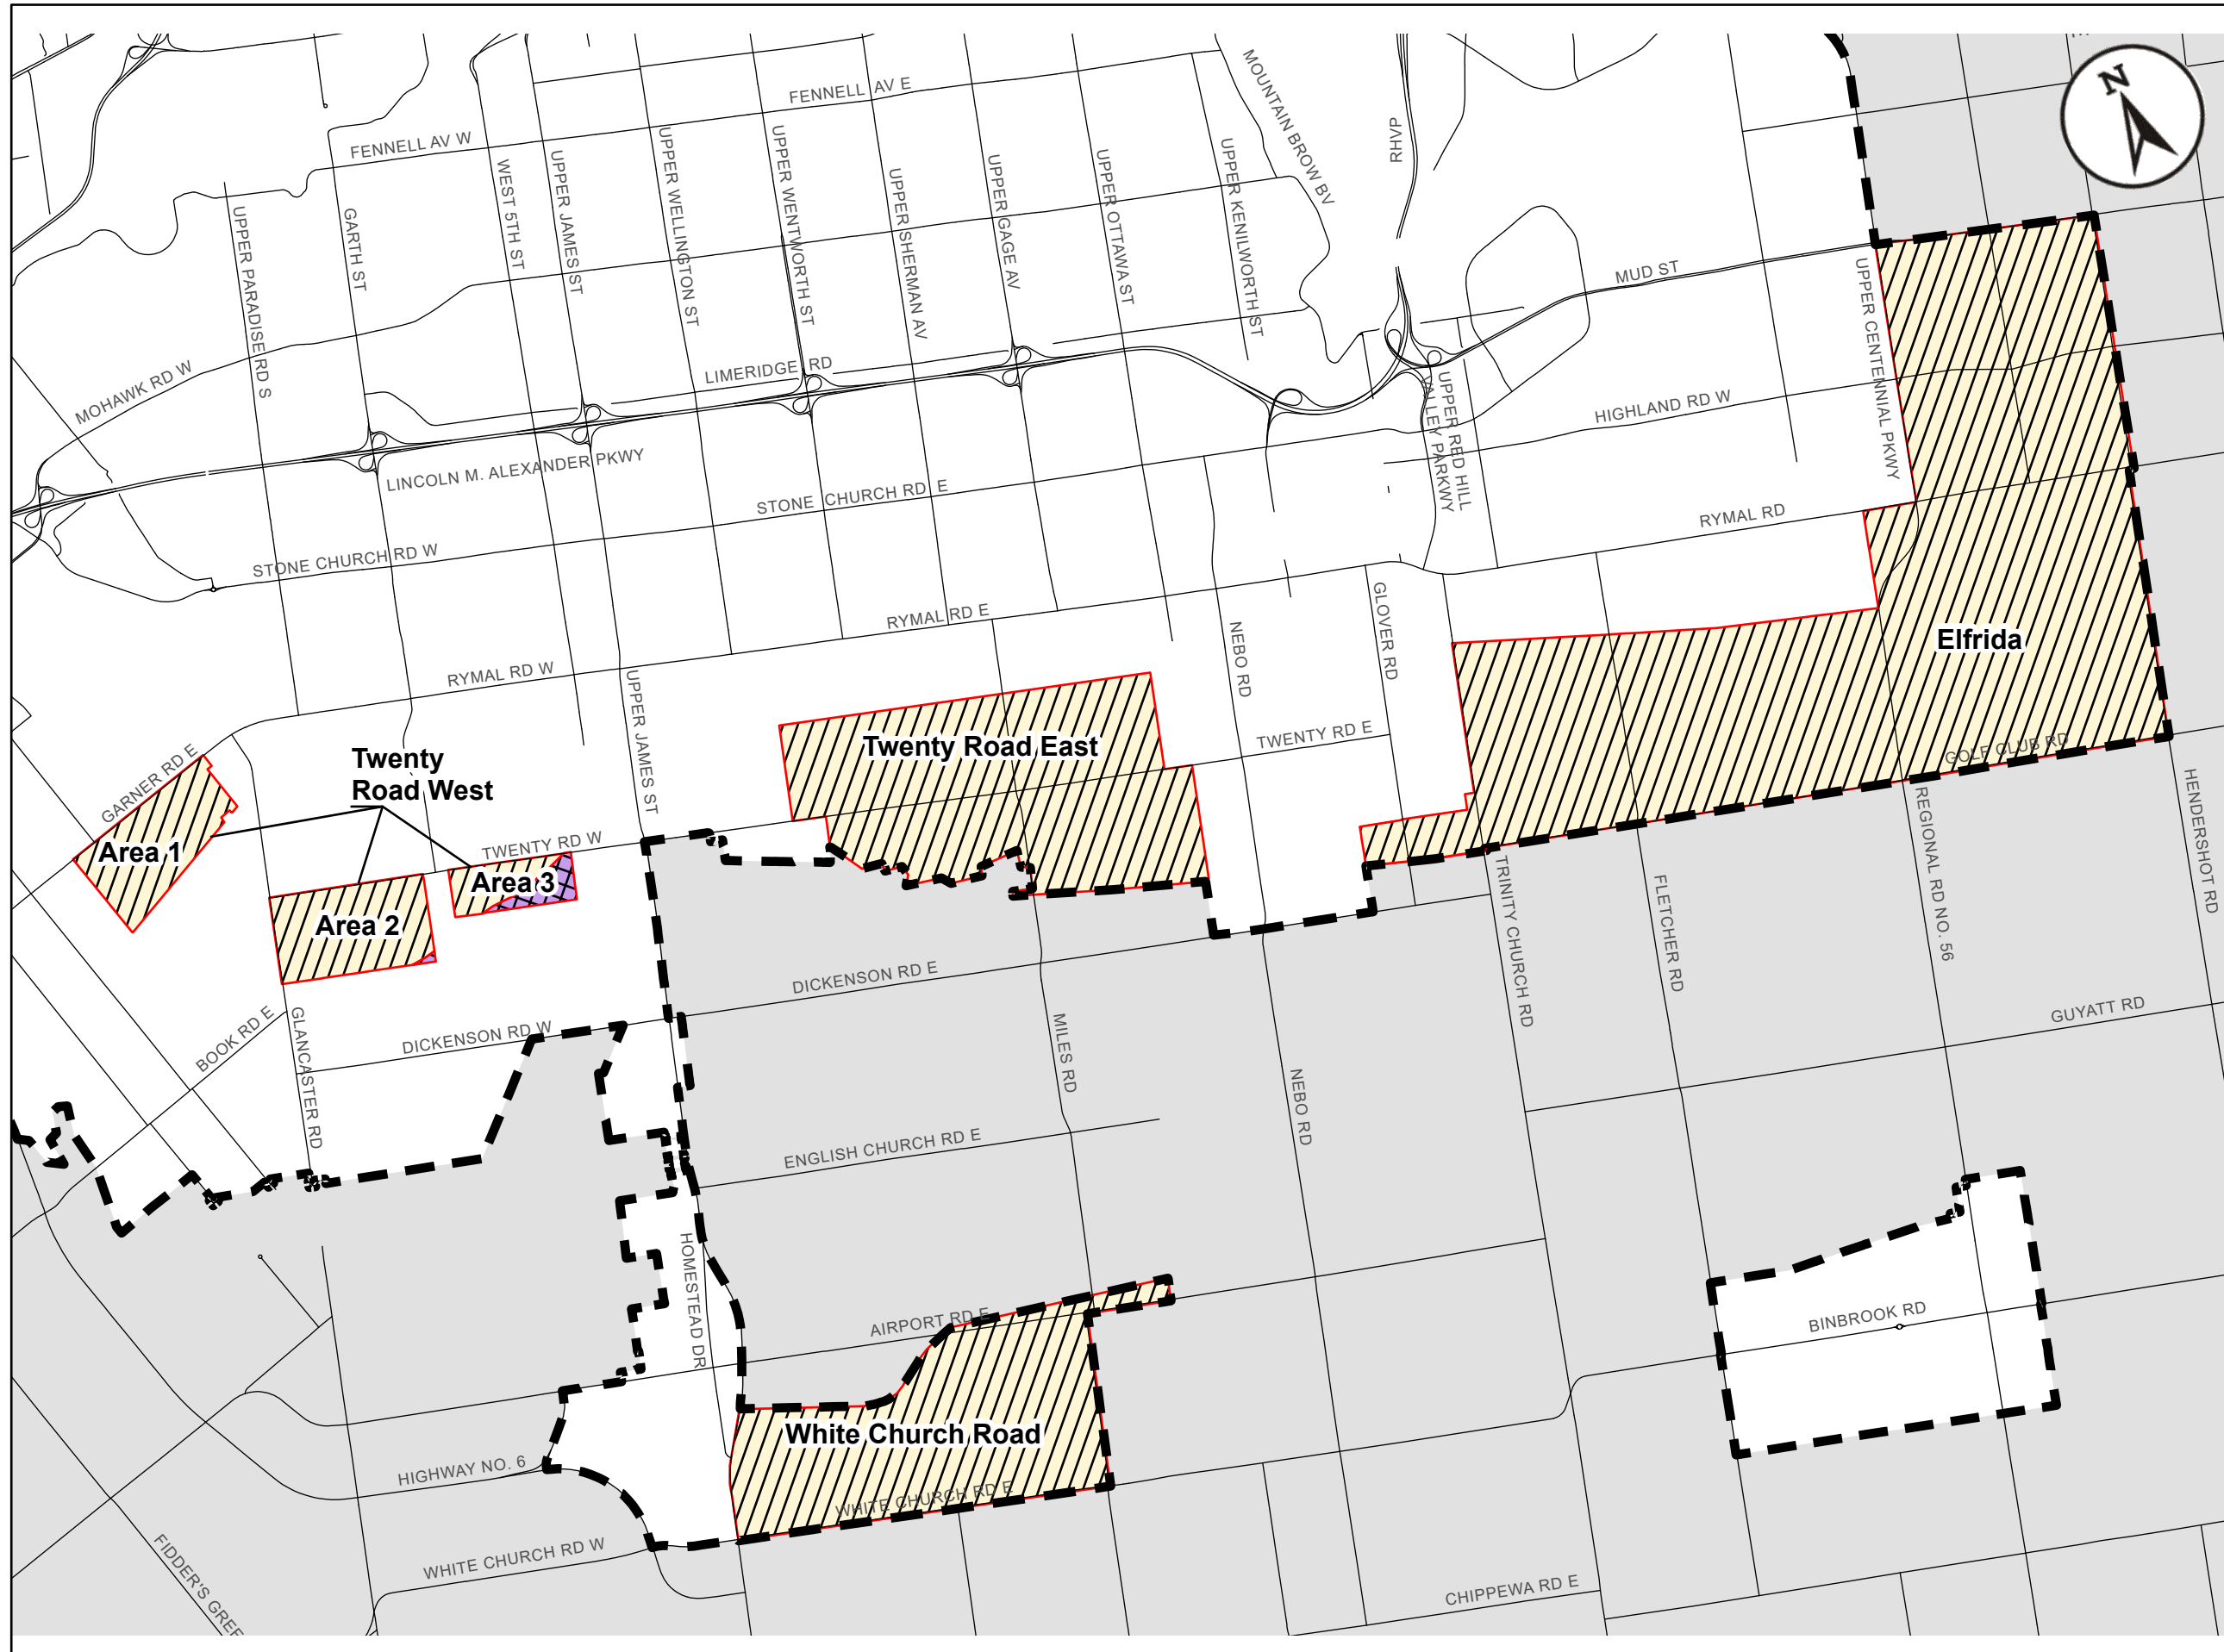 N
FENNELL AV E
FENNELL AV W
MOUNTAIN BROW BV
RHVP
UPPER PARADISE RD S
GARTH ST
WEST 5TH ST
UPPER JAMES ST
UPPER WELLINGTON ST
UPPER WENTWORTH ST
UPPER SHERMAN AV
UPPER GAGE AV
UPPER OTTAWA ST
UPPER KENILWORTH ST
MUD ST
UPPER CENTENNIAL PKWY
MOHAWK RD W
LIMERIDGE RD
LINCOLN M. ALEXANDER PKWY
UPPER RED HILL
VALLEY PARKWY
HIGHLAND RD W
STONE CHURCH RD E
STONE CHURCH RD W
RYMAL RD
RYMAL RD E
RYMAL RD W
GLOVER RD
NEBO RD
UPPER JAMES ST
Elfrida
GARNER RD E
Twenty
Road West
Twenty Road East
TWENTY RD E
GOLF CLUB RD
HENDERSHOT RD
Area 1
TWENTY RD W
Area 3
Area 2
REGIONAL RD NO. 56
TRINITY CHURCH RD
FLETCHER RD
DICKENSON RD E
DICKENSON RD W
BOOK RD E
GLANCASTER RD
MILES RD
NEBO RD
GUYATT RD
ENGLISH CHURCH RD E
HOMESTEAD DR
AIRPORT RD E
BINBROOK RD
White Church Road
HIGHWAY NO. 6
WHITE CHURCH RD E
WHITE CHURCH RD W
FIDDER'S GREE
CHIPPEWA RD E